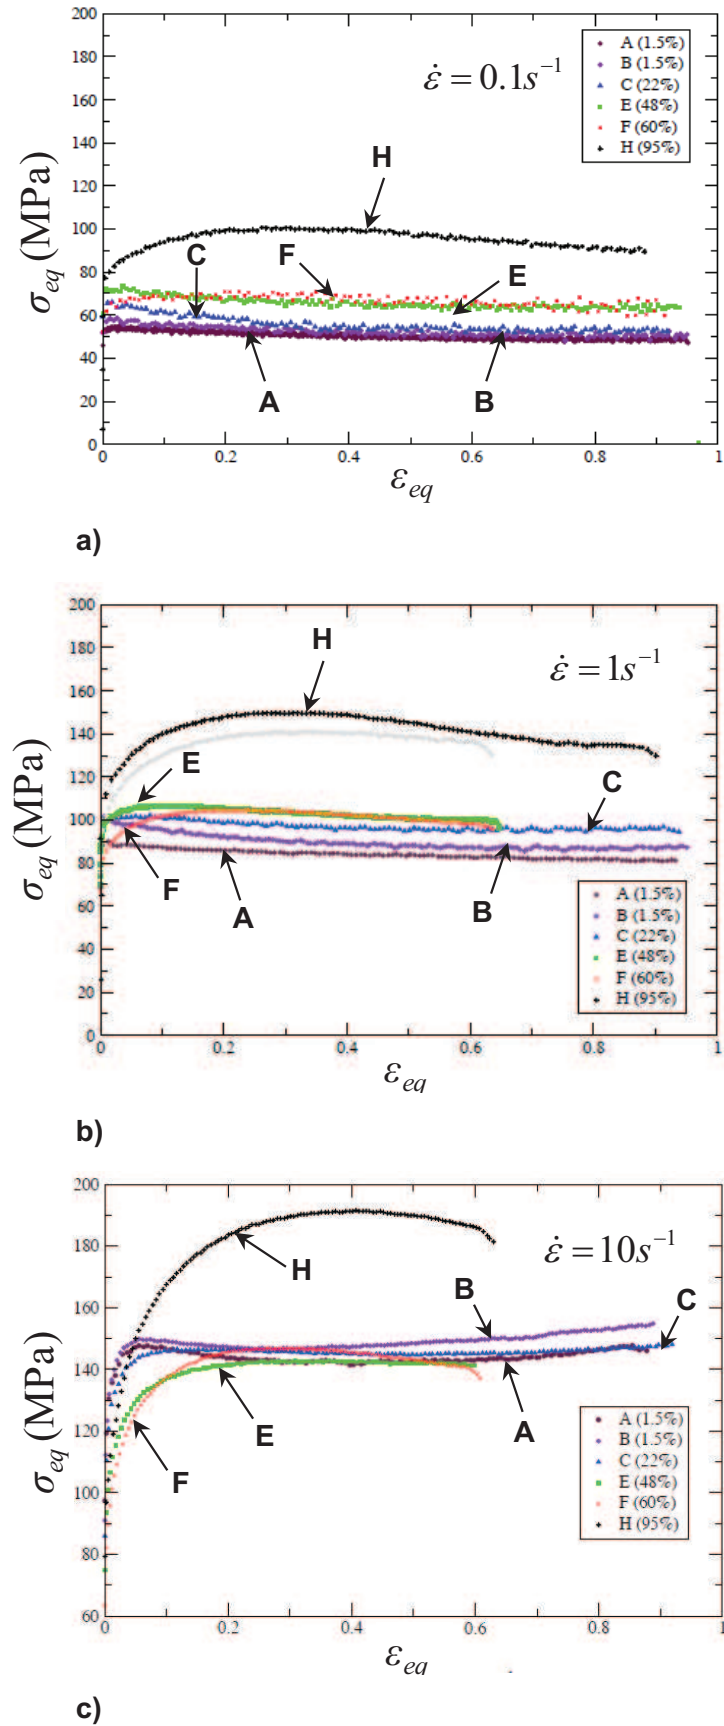 200
180
160
140
120
100
80
60
40
20
0
σeq (MPa)
ε̇ = 0.1s⁻¹
A (1.5%)
B (1.5%)
C (22%)
E (48%)
F (60%)
H (95%)
H
C
F
E
A
B
0 0.2 0.4 0.6 0.8 1
εeq
a)
200
180
160
140
120
100
80
60
40
20
0
σeq (MPa)
H
ε̇ = 1s⁻¹
E
C
F
A
B
A (1.5%)
B (1.5%)
C (22%)
E (48%)
F (60%)
H (95%)
0 0.2 0.4 0.6 0.8 1
εeq
b)
200
180
160
140
120
100
80
60
σeq (MPa)
ε̇ = 10s⁻¹
H
B
C
E
A
F
A (1.5%)
B (1.5%)
C (22%)
E (48%)
F (60%)
H (95%)
0 0.2 0.4 0.6 0.8 1
εeq
c)